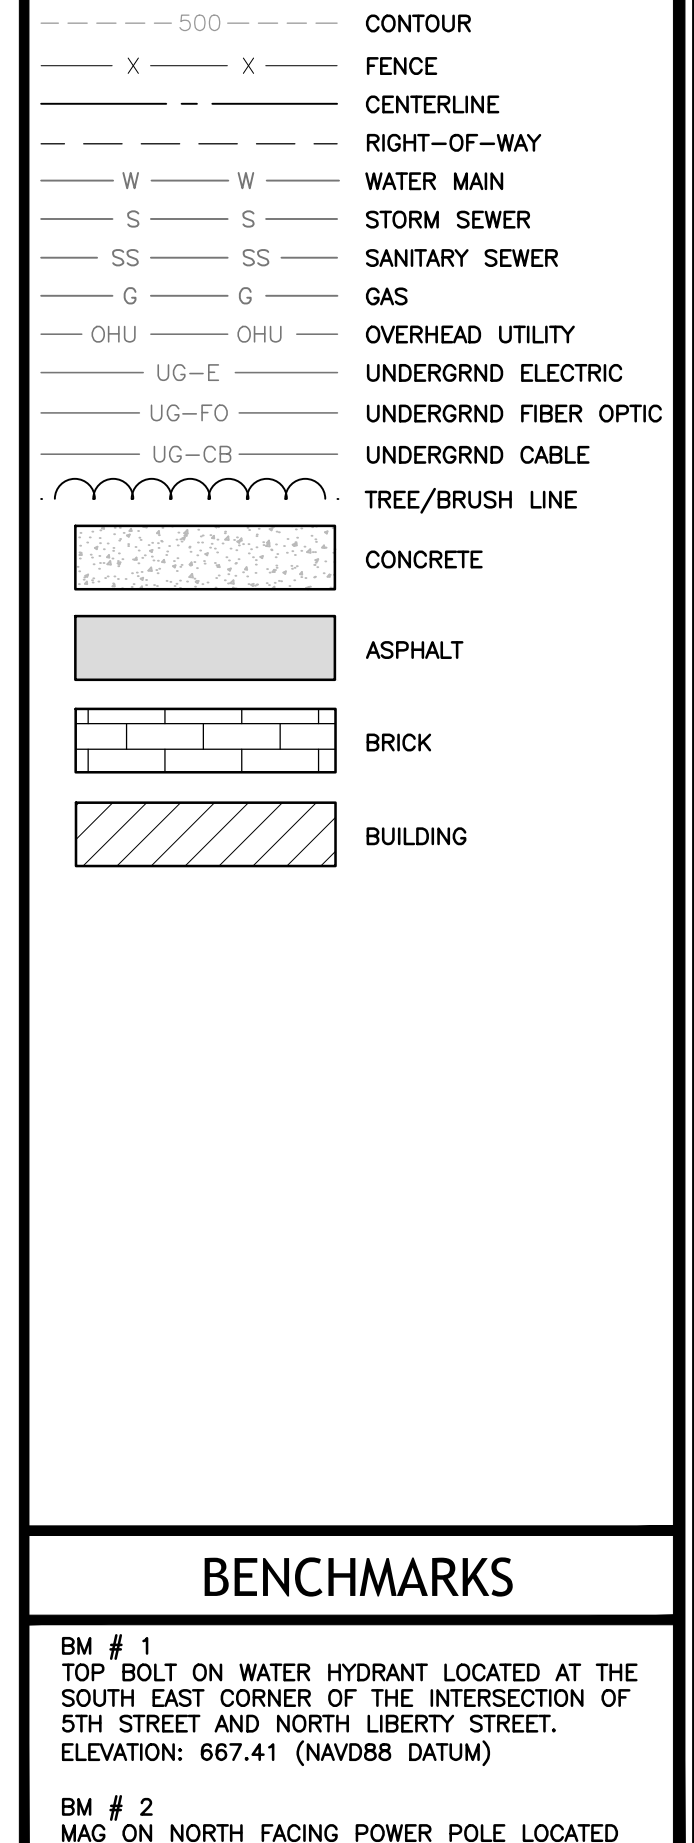 500 CONTOUR
X X FENCE
CENTERLINE
RIGHT-OF-WAY
W W WATER MAIN
S S STORM SEWER
SS SS SANITARY SEWER
G G GAS
OHU OHU OVERHEAD UTILITY
UG-E UNDERGRND ELECTRIC
UG-FO UNDERGRND FIBER OPTIC
UG-CB UNDERGRND CABLE
TREE/BRUSH LINE
CONCRETE
ASPHALT
BRICK
BUILDING
BENCHMARKS
BM # 1
TOP BOLT ON WATER HYDRANT LOCATED AT THE
SOUTH EAST CORNER OF THE INTERSECTION OF
5TH STREET AND NORTH LIBERTY STREET.
ELEVATION: 667.41 (NAVD88 DATUM)
BM # 2
MAG ON NORTH FACING POWER POLE LOCATED